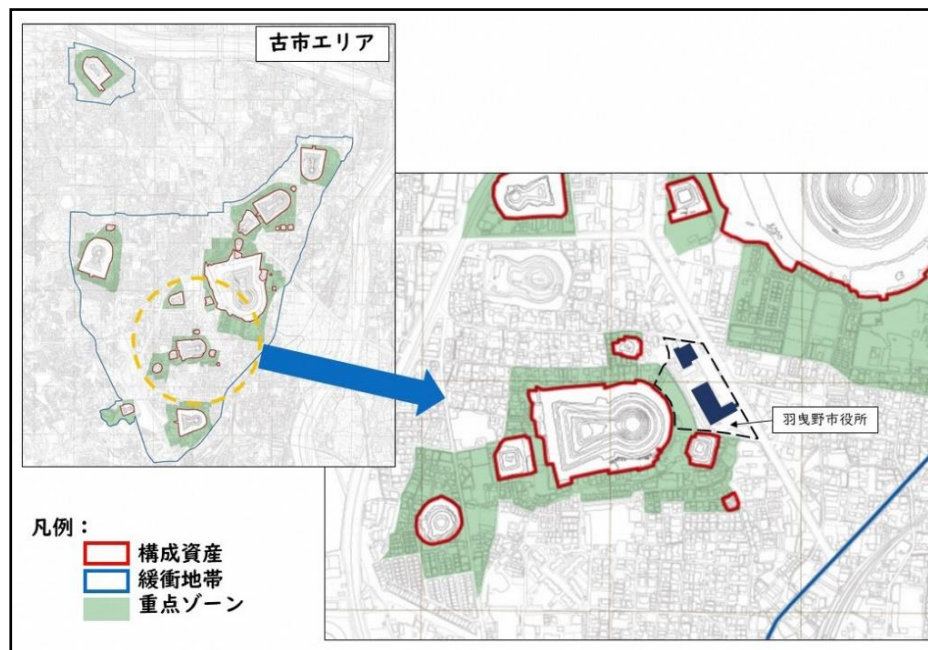 古市エリア
羽曳野市役所
凡例：
構成資産
緩衝地帯
重点ゾーン